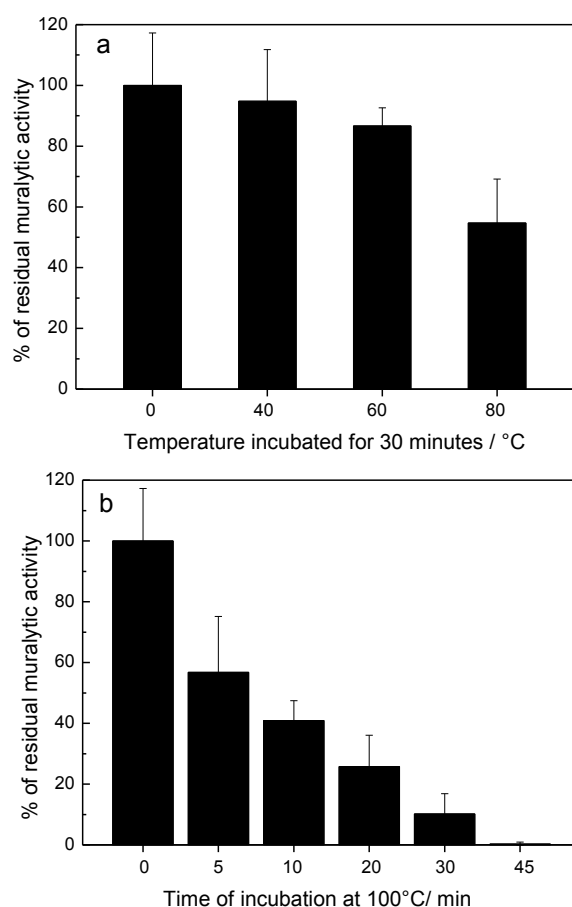 120
a
100
80
60
40
20
0
% of residual muralytic activity
0 40 60 80
Temperature incubated for 30 minutes / °C
120
b
100
80
60
40
20
0
% of residual muralytic activity
0 5 10 20 30 45
Time of incubation at 100°C/ min